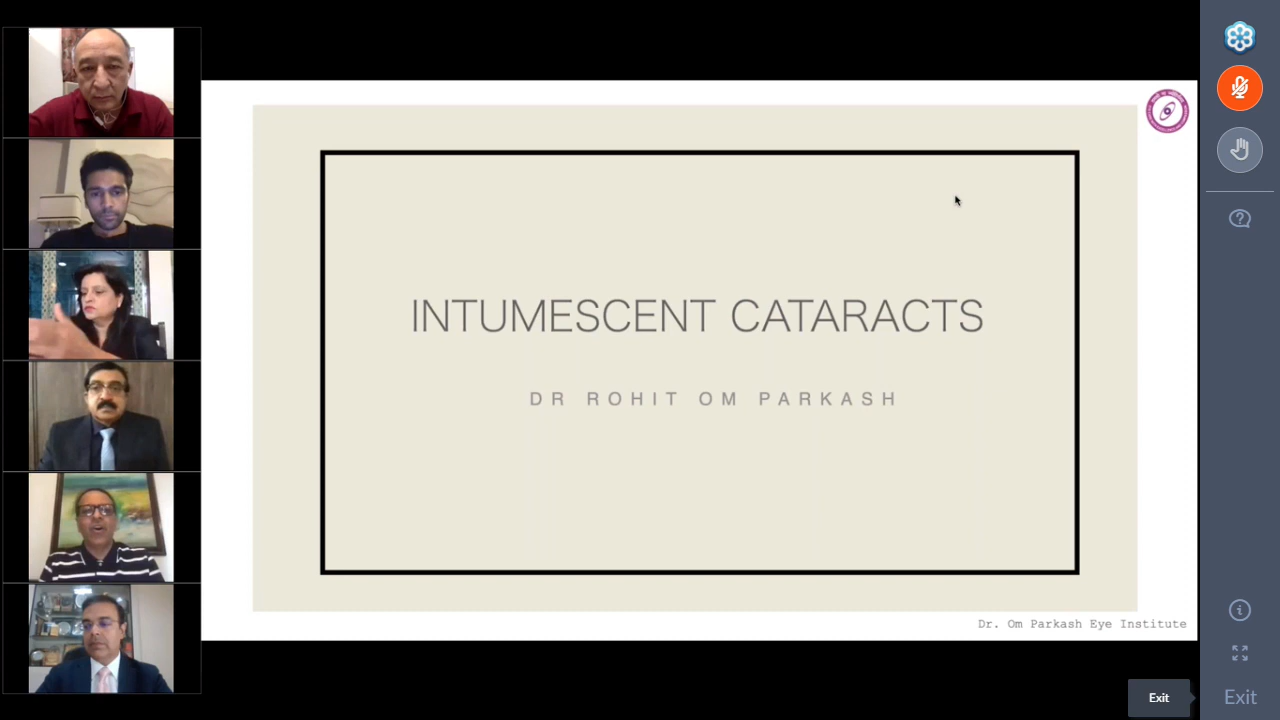 INTUMESCENT CATARACTS
DR ROHIT OM PARKASH
Dr. Om Parkash Eye Institute
Exit
Exit